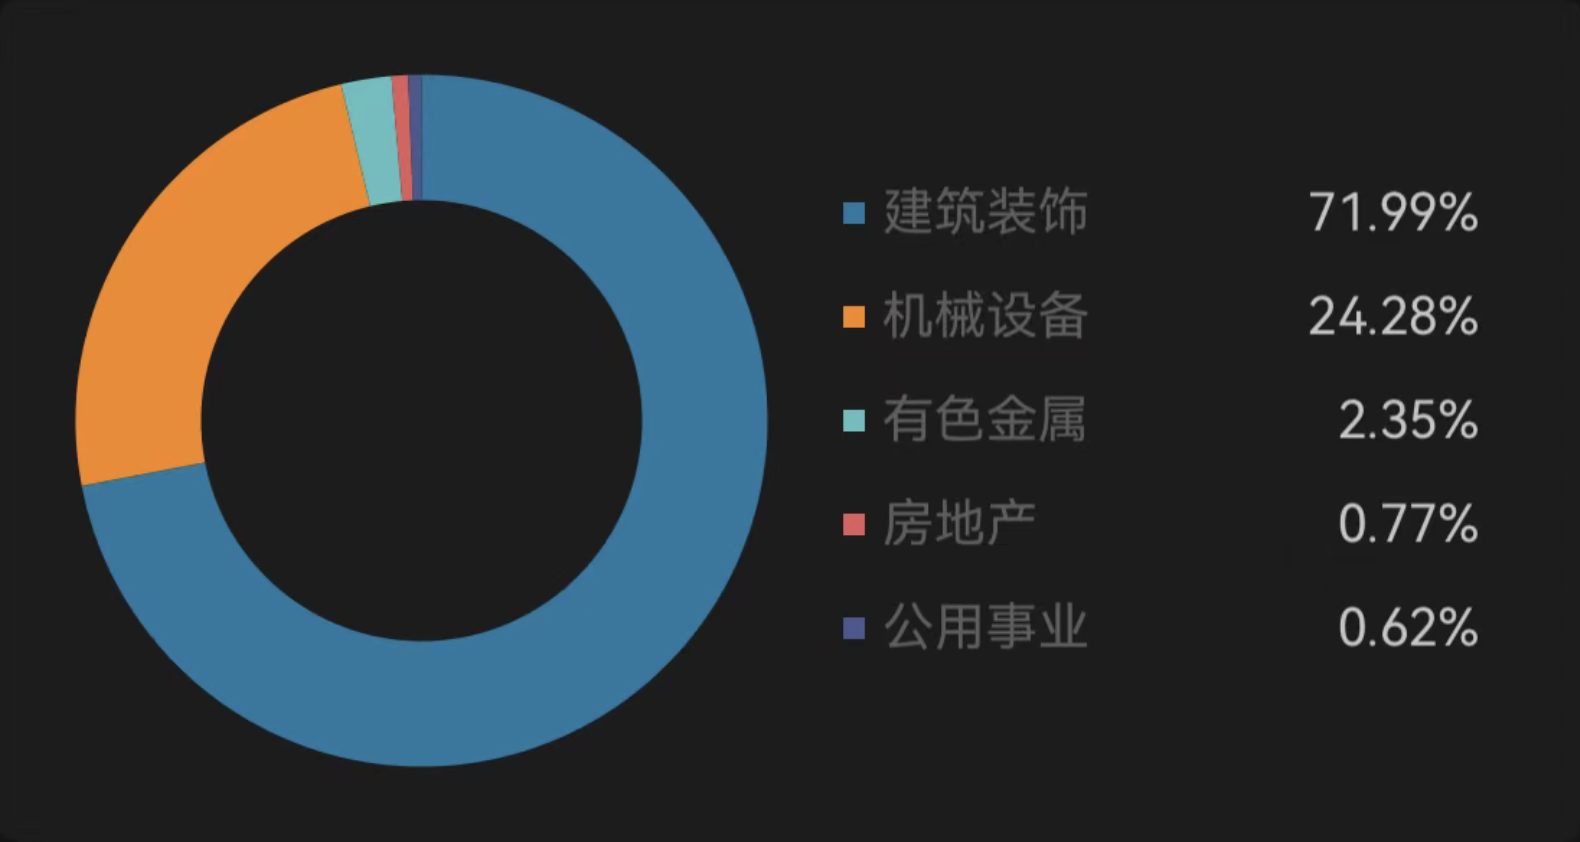 建筑装饰 71.99%
机械设备 24.28%
有色金属 2.35%
房地产 0.77%
公用事业 0.62%